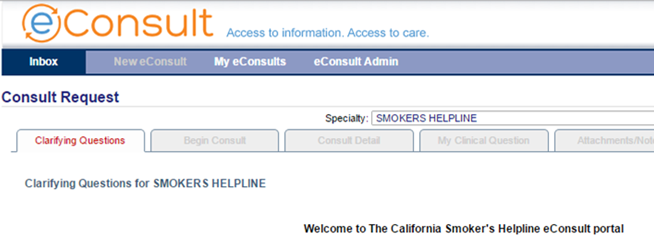 eConsult Access to information. Access to care.
Inbox New eConsult My eConsults eConsult Admin
Consult Request
Specialty: SMOKERS HELPLINE
Clarifying Questions Begin Consult Consult Detail My Clinical Question Attachments/Not
Clarifying Questions for SMOKERS HELPLINE
Welcome to The California Smoker's Helpline eConsult portal